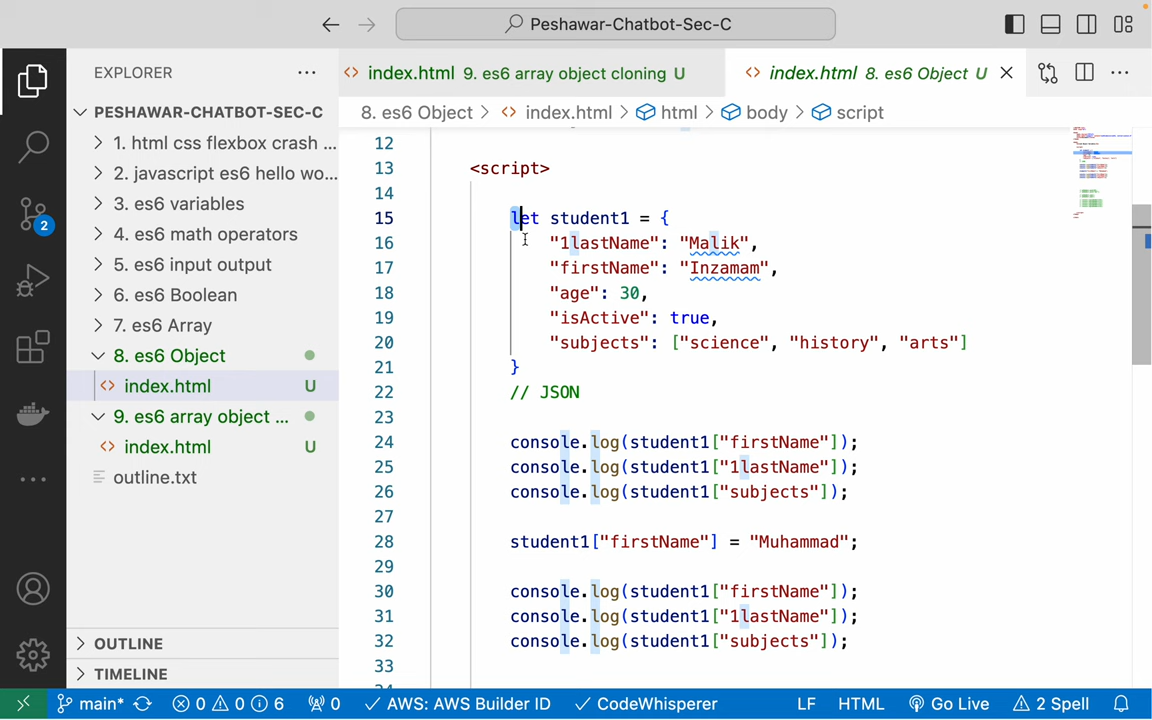 Peshawar-Chatbot-Sec-C
EXPLORER
PESHAWAR-CHATBOT-SEC-C
1. html css flexbox crash ...
2. javascript es6 hello wo...
3. es6 variables
4. es6 math operators
5. es6 input output
6. es6 Boolean
7. es6 Array
8. es6 Object
index.html U
9. es6 array object ...
index.html U
outline.txt
OUTLINE
TIMELINE
2
index.html 9. es6 array object cloning U
index.html 8. es6 Object U
8. es6 Object > index.html > html > body > script
12
13 <script>
14
15 let student1 = {
16 "1lastName": "Malik",
17 "firstName": "Inzamam",
18 "age": 30,
19 "isActive": true,
20 "subjects": ["science", "history", "arts"]
21 }
22 // JSON
23
24 console.log(student1["firstName"]);
25 console.log(student1["1lastName"]);
26 console.log(student1["subjects"]);
27
28 student1["firstName"] = "Muhammad";
29
30 console.log(student1["firstName"]);
31 console.log(student1["1lastName"]);
32 console.log(student1["subjects"]);
33
main* 0 0 6 0 AWS: AWS Builder ID CodeWhisperer LF HTML Go Live 2 Spell